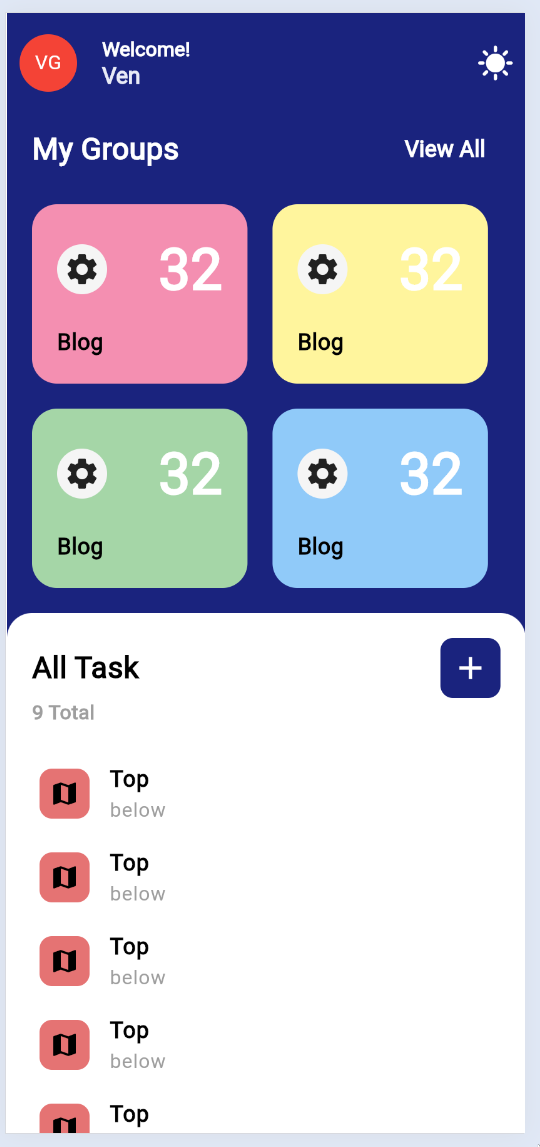 VG
Welcome!
Ven
My Groups
View All
32
Blog
32
Blog
32
Blog
32
Blog
All Task
9 Total
Top
below
Top
below
Top
below
Top
below
Top